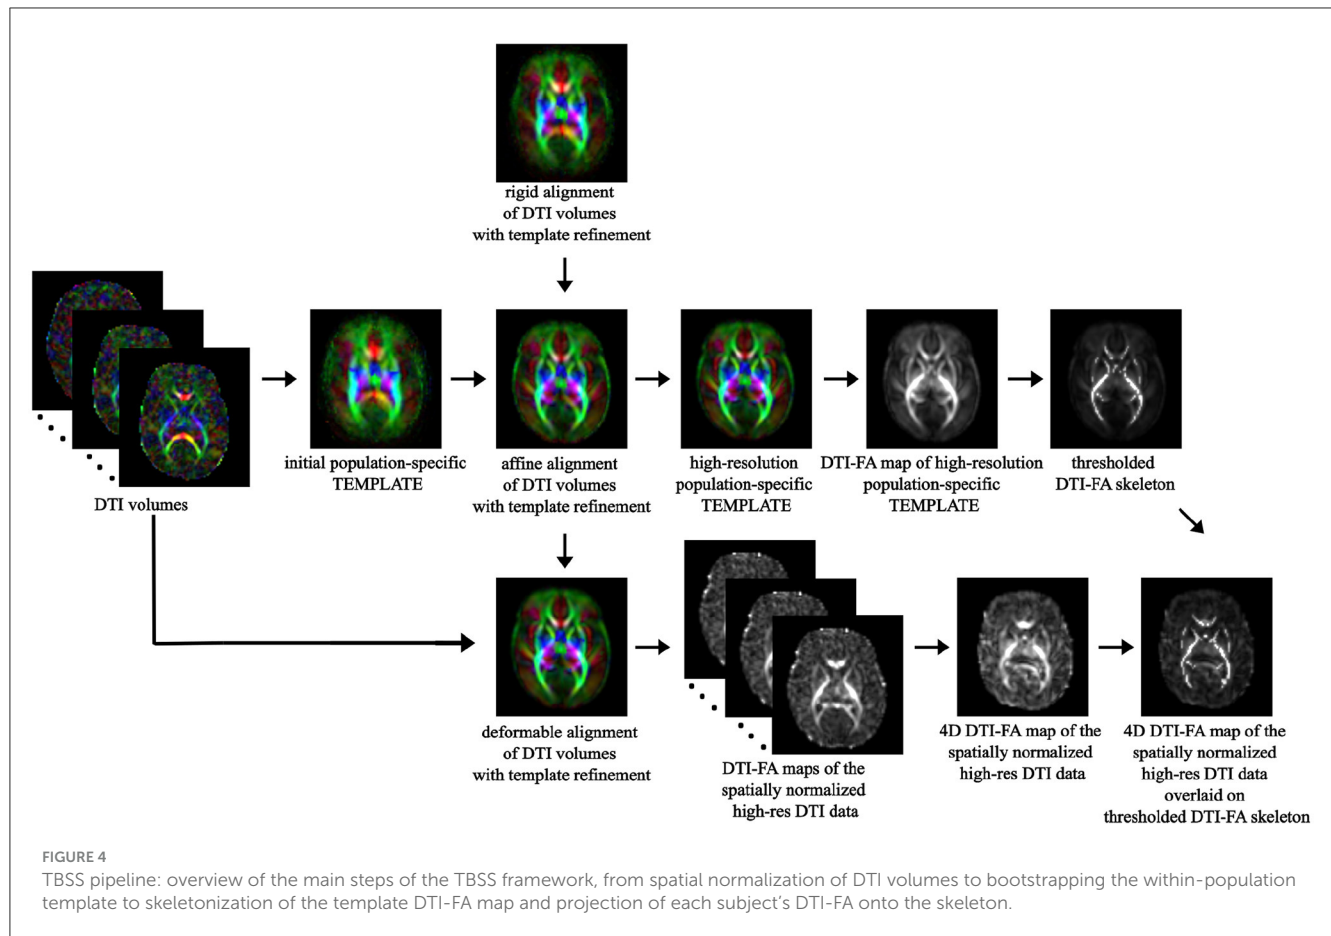 rigid alignment
of DTI volumes
with template refinement
DTI volumes
initial population-specific
TEMPLATE
affine alignment
of DTI volumes
with template refinement
high-resolution
population-specific
TEMPLATE
DTI-FA map of high-resolution
population-specific
TEMPLATE
thresholded
DTI-FA skeleton
deformable alignment
of DTI volumes
with template refinement
DTI-FA maps of the
spatially normalized
high-res DTI data
4D DTI-FA map of the
spatially normalized
high-res DTI data
4D DTI-FA map of the
spatially normalized
high-res DTI data
overlaid on
thresholded DTI-FA skeleton
FIGURE 4
TBSS pipeline: overview of the main steps of the TBSS framework, from spatial normalization of DTI volumes to bootstrapping the within-population
template to skeletonization of the template DTI-FA map and projection of each subject's DTI-FA onto the skeleton.